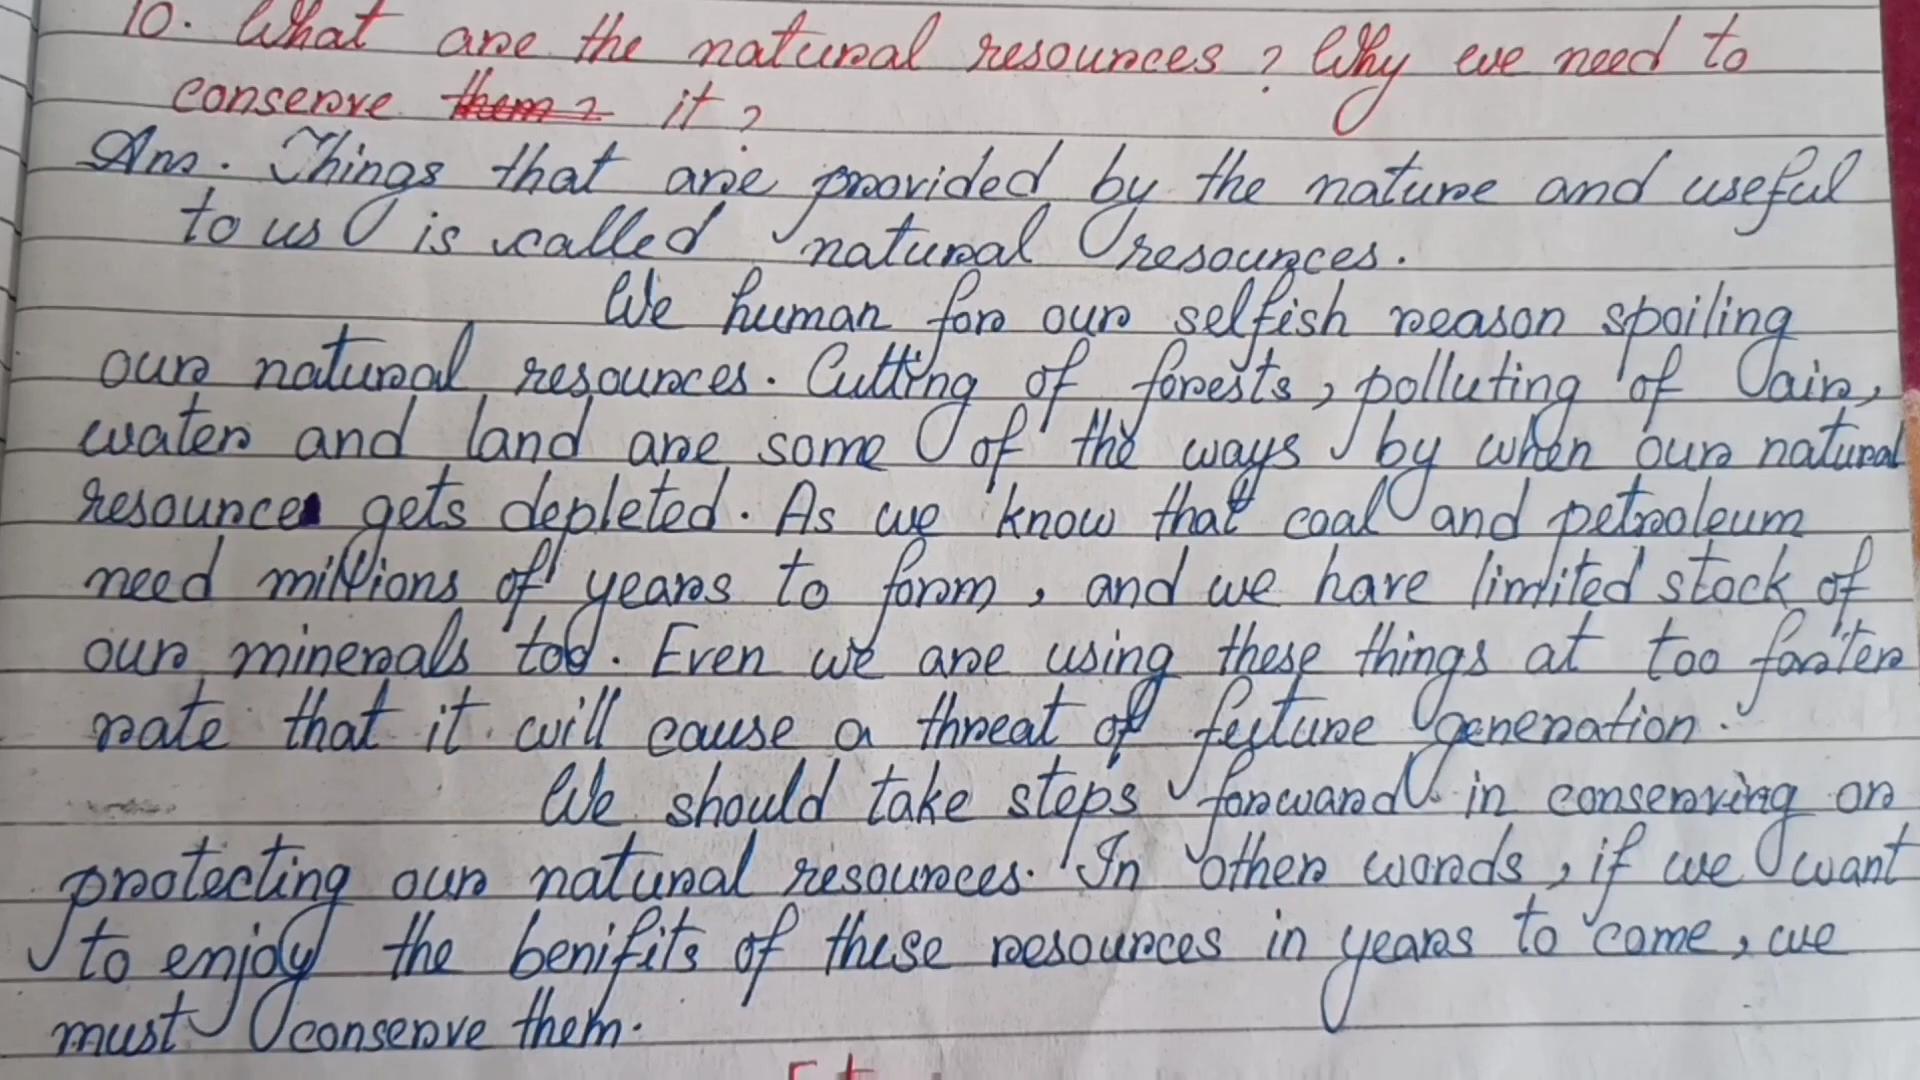 10. What are the natural resources? Why we need to
conserve them? it?
Ans. Things that are provided by the nature and useful
to us is called natural resources.
We human for our selfish reason spoiling
our natural resources. Cutting of forests, polluting of air,
water and land are some of the ways by when our natural
resource gets depleted. As we know that coal and petroleum
need millions of years to form, and we have limited stock of
our minerals too. Even we are using these things at too faster
rate that it will cause a threat of future generation.
We should take steps forward in conserving or
protecting our natural resources. In other words, if we want
to enjoy the benifits of these resources in years to come, we
must conserve them.